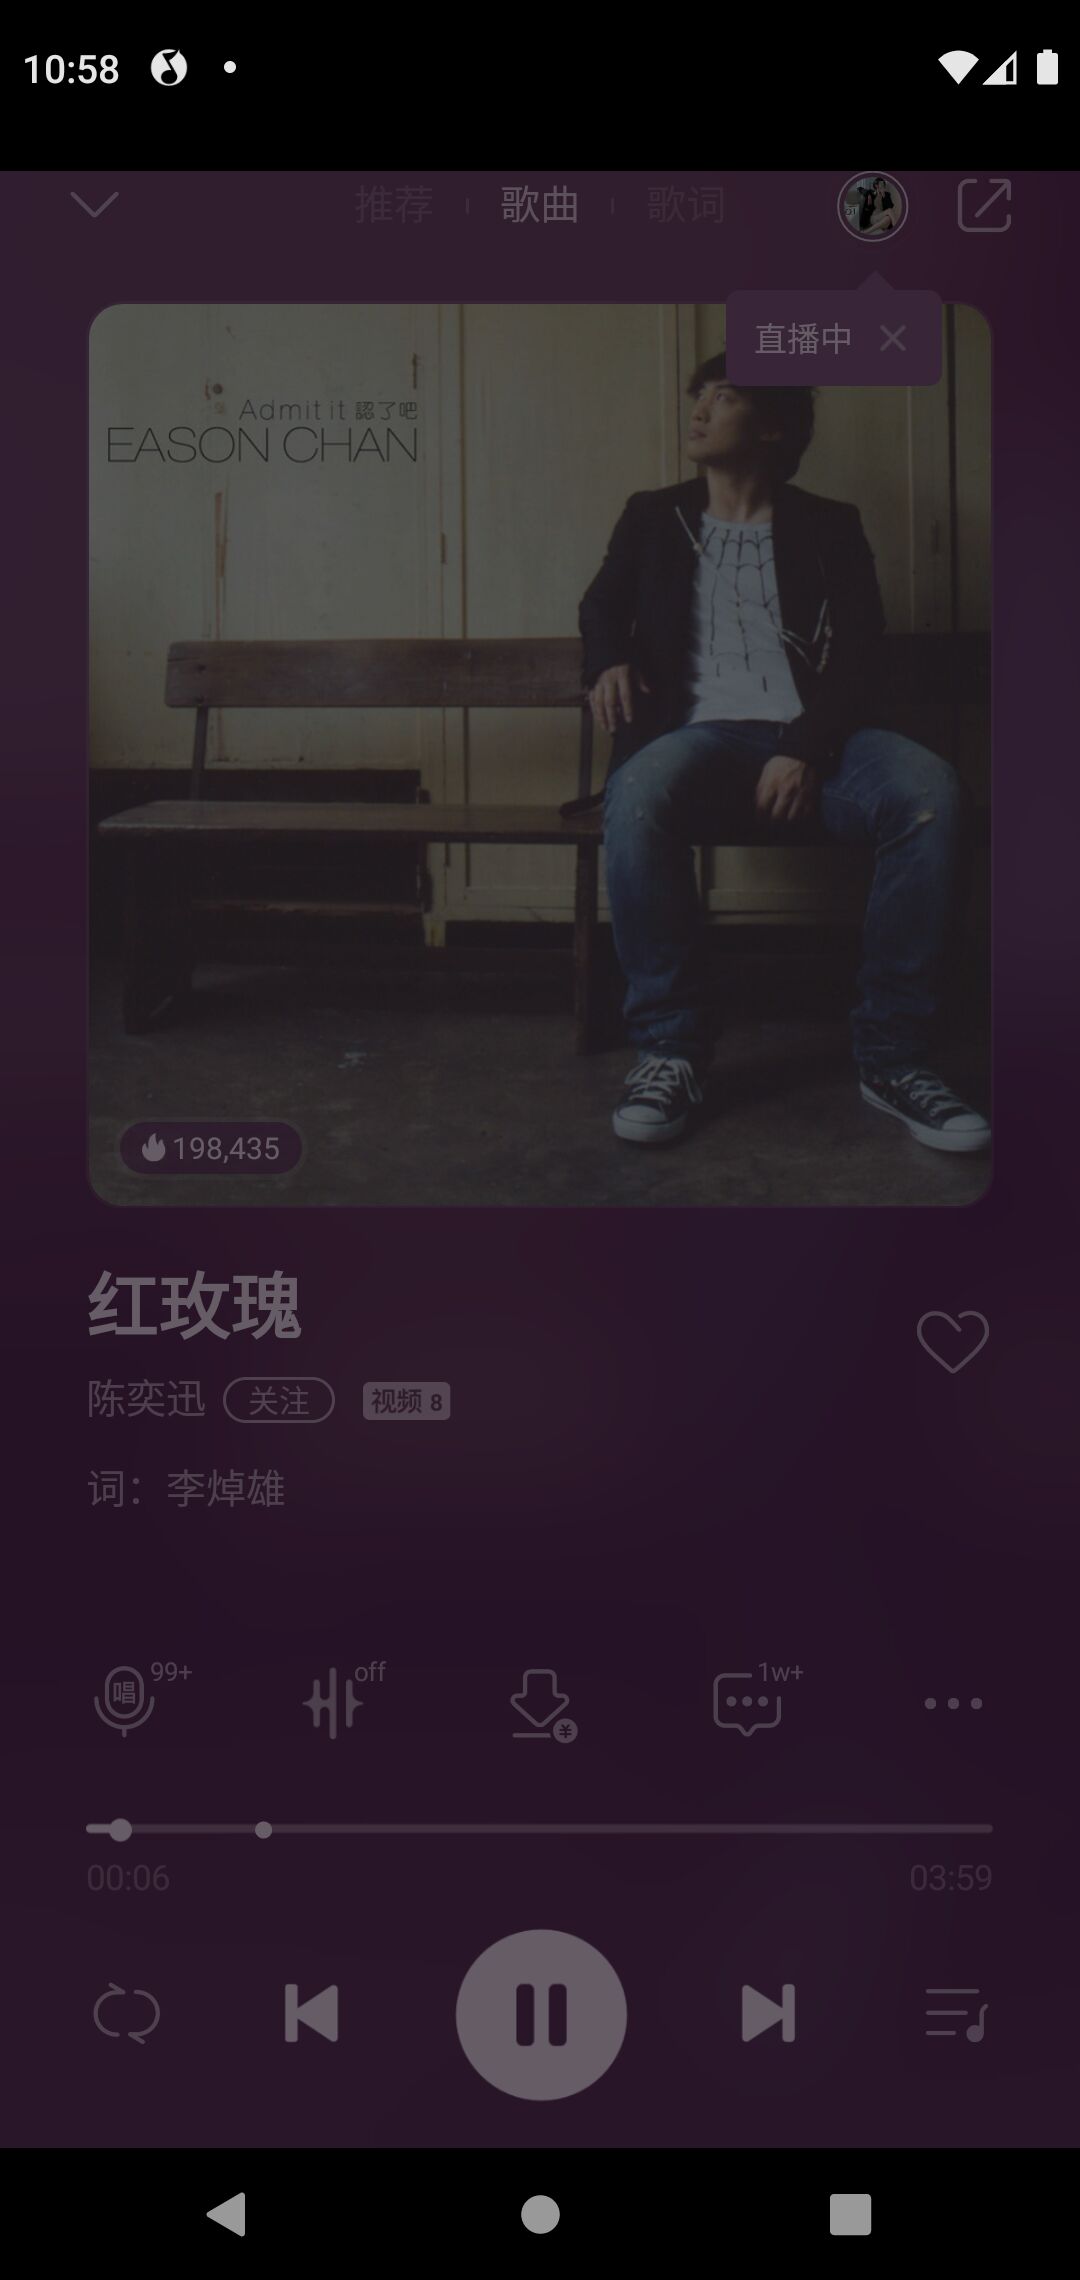 10:58
推荐 歌曲 歌词
直播中
Admit it 認了吧
EASON CHAN
198,435
红玫瑰
陈奕迅 关注 视频 8
词：李焯雄
唱 99+ off ¥ 1w+
00:06 03:59